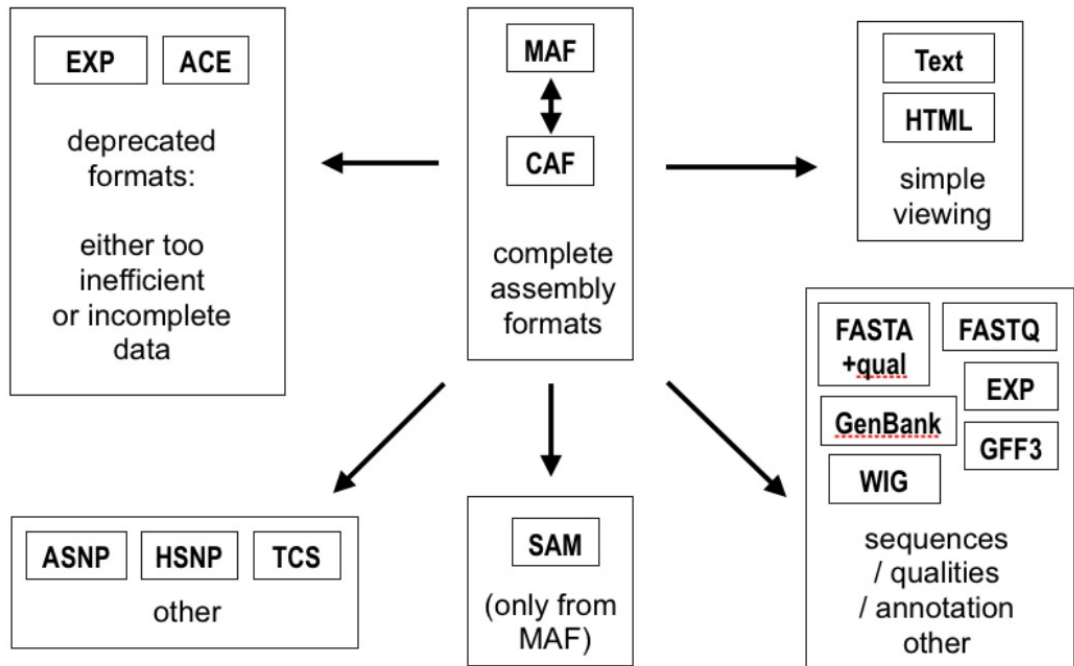 EXP ACE
deprecated
formats:
either too
inefficient
or incomplete
data
MAF
CAF
complete
assembly
formats
Text
HTML
simple
viewing
FASTA
+qual
FASTQ
EXP
GenBank
GFF3
WIG
sequences
/ qualities
/ annotation
other
ASNP HSNP TCS
other
SAM
(only from
MAF)